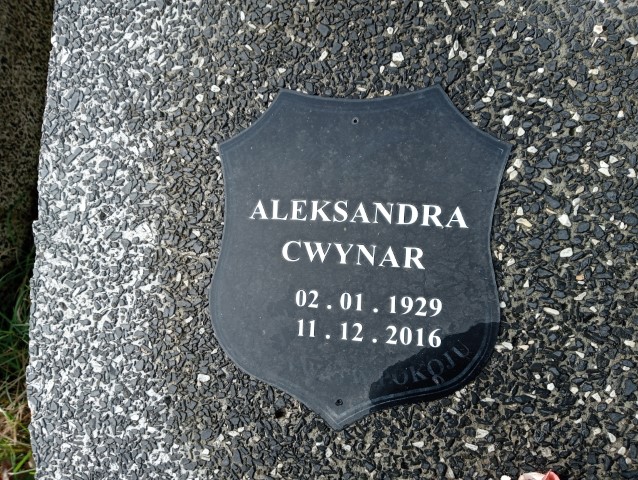 ALEKSANDRA
CWYNAR
02 . 01 . 1929
11 . 12 . 2016